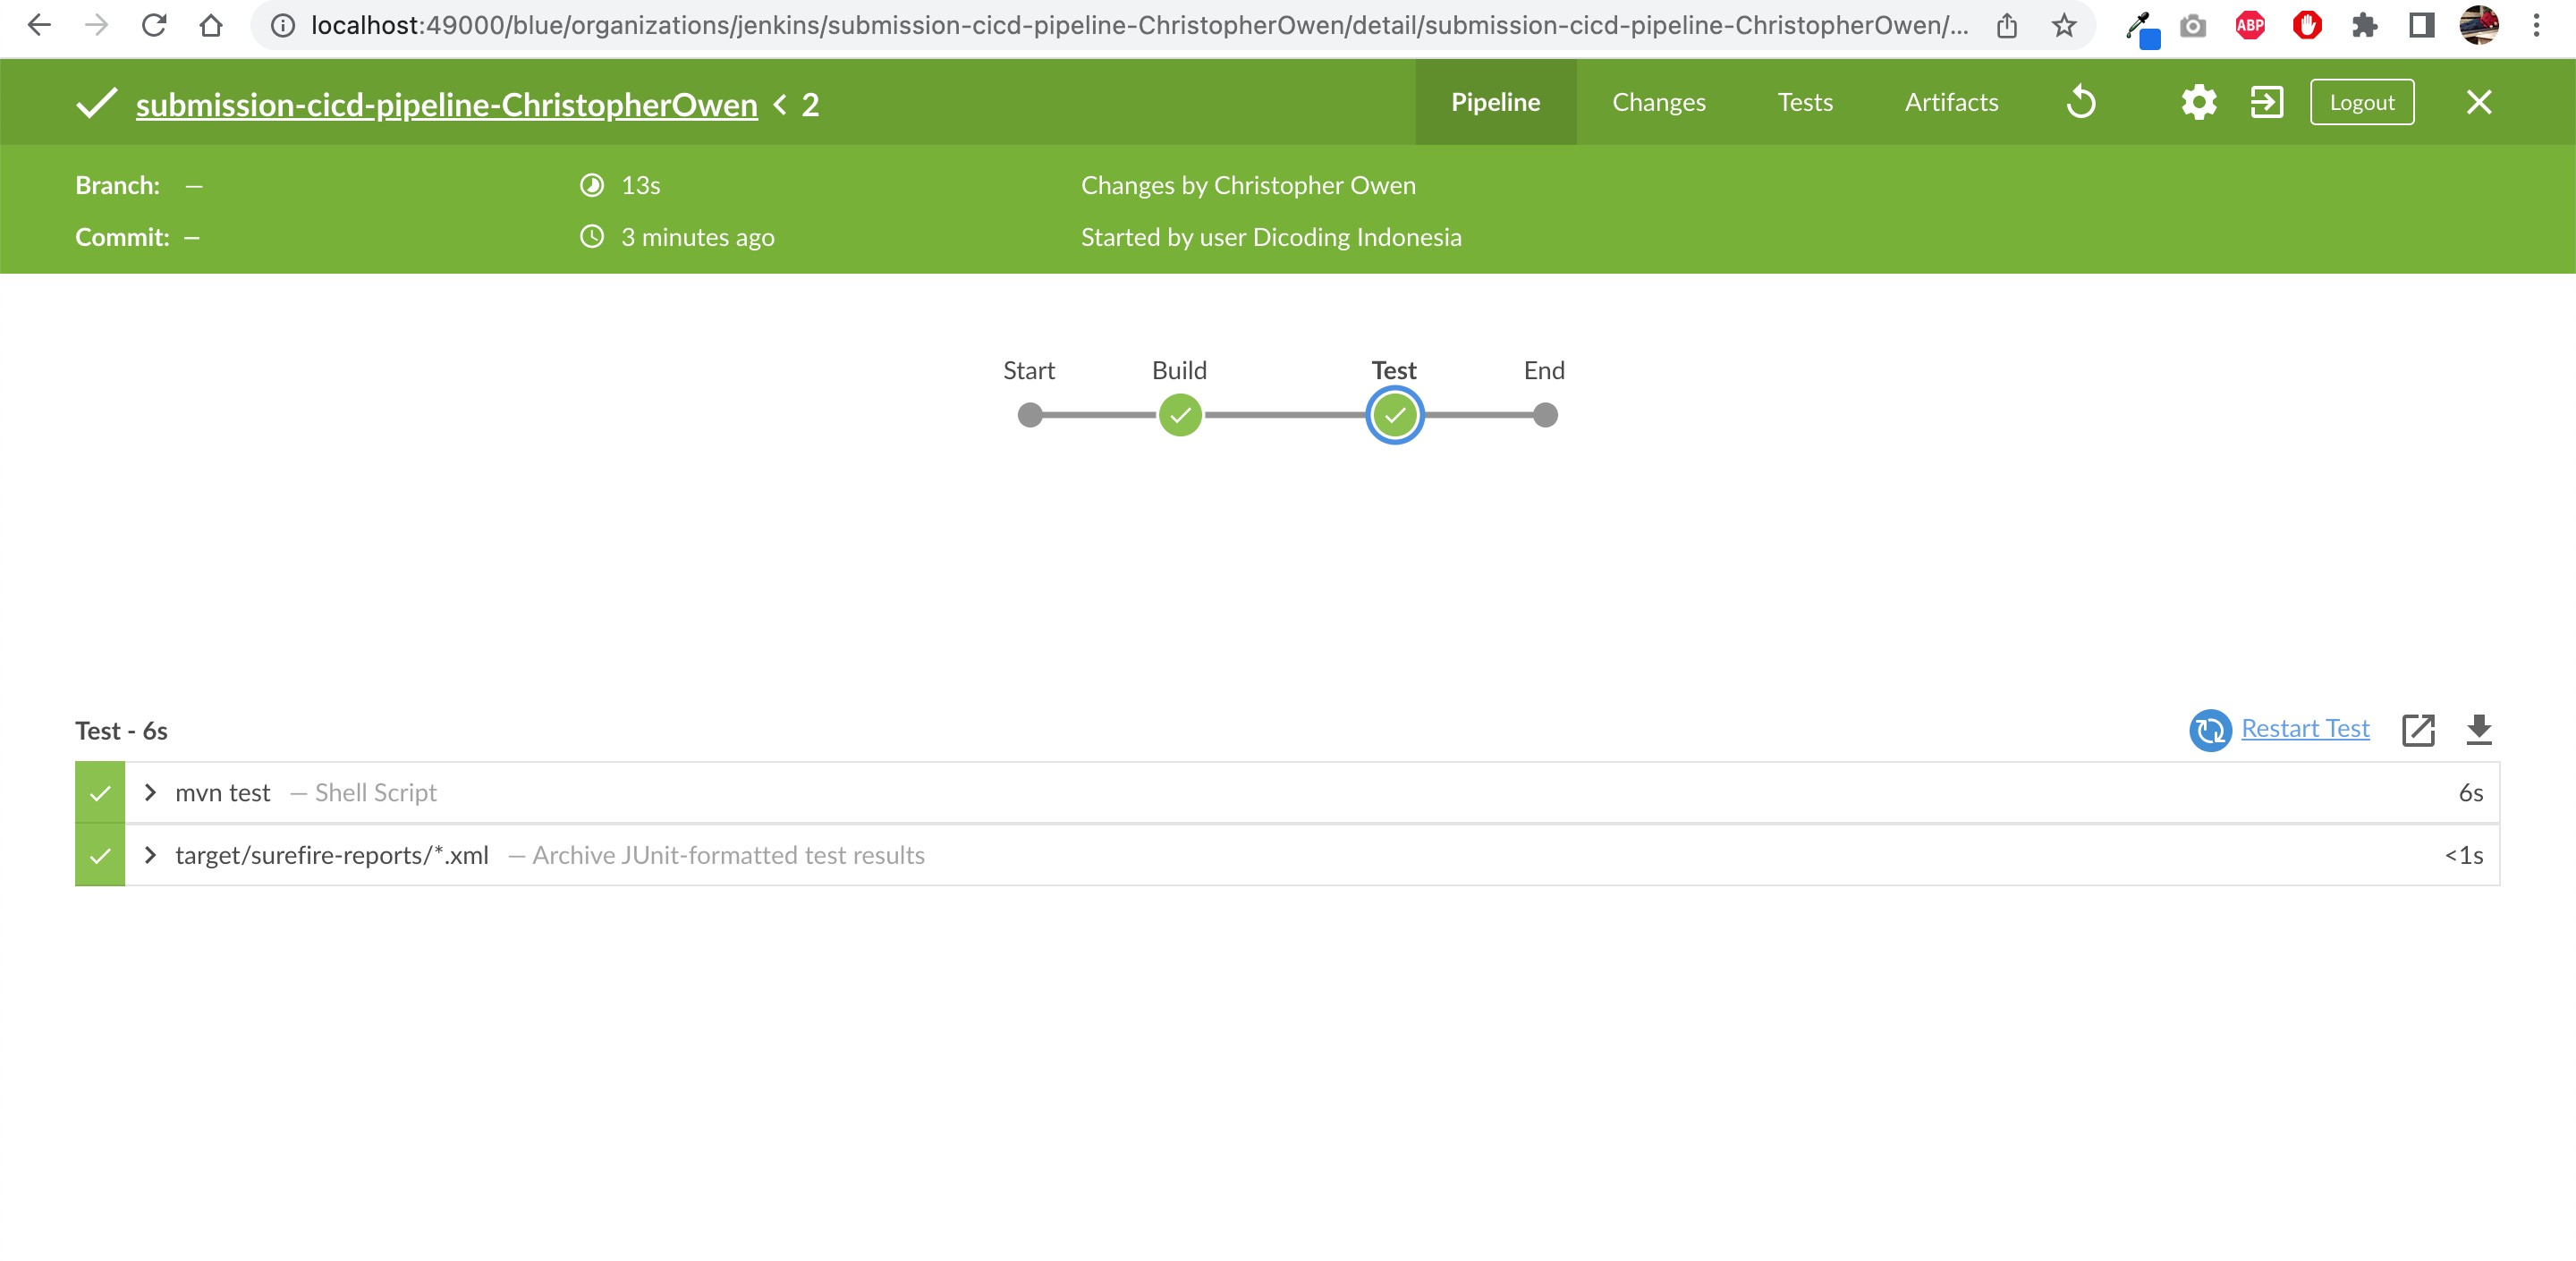 localhost:49000/blue/organizations/jenkins/submission-cicd-pipeline-ChristopherOwen/detail/submission-cicd-pipeline-ChristopherOwen/...
ABP
submission-cicd-pipeline-ChristopherOwen < 2
Pipeline Changes Tests Artifacts Logout
Branch: — 13s Changes by Christopher Owen
Commit: — 3 minutes ago Started by user Dicoding Indonesia
Start Build Test End
Test - 6s Restart Test
mvn test — Shell Script 6s
target/surefire-reports/*.xml — Archive JUnit-formatted test results <1s